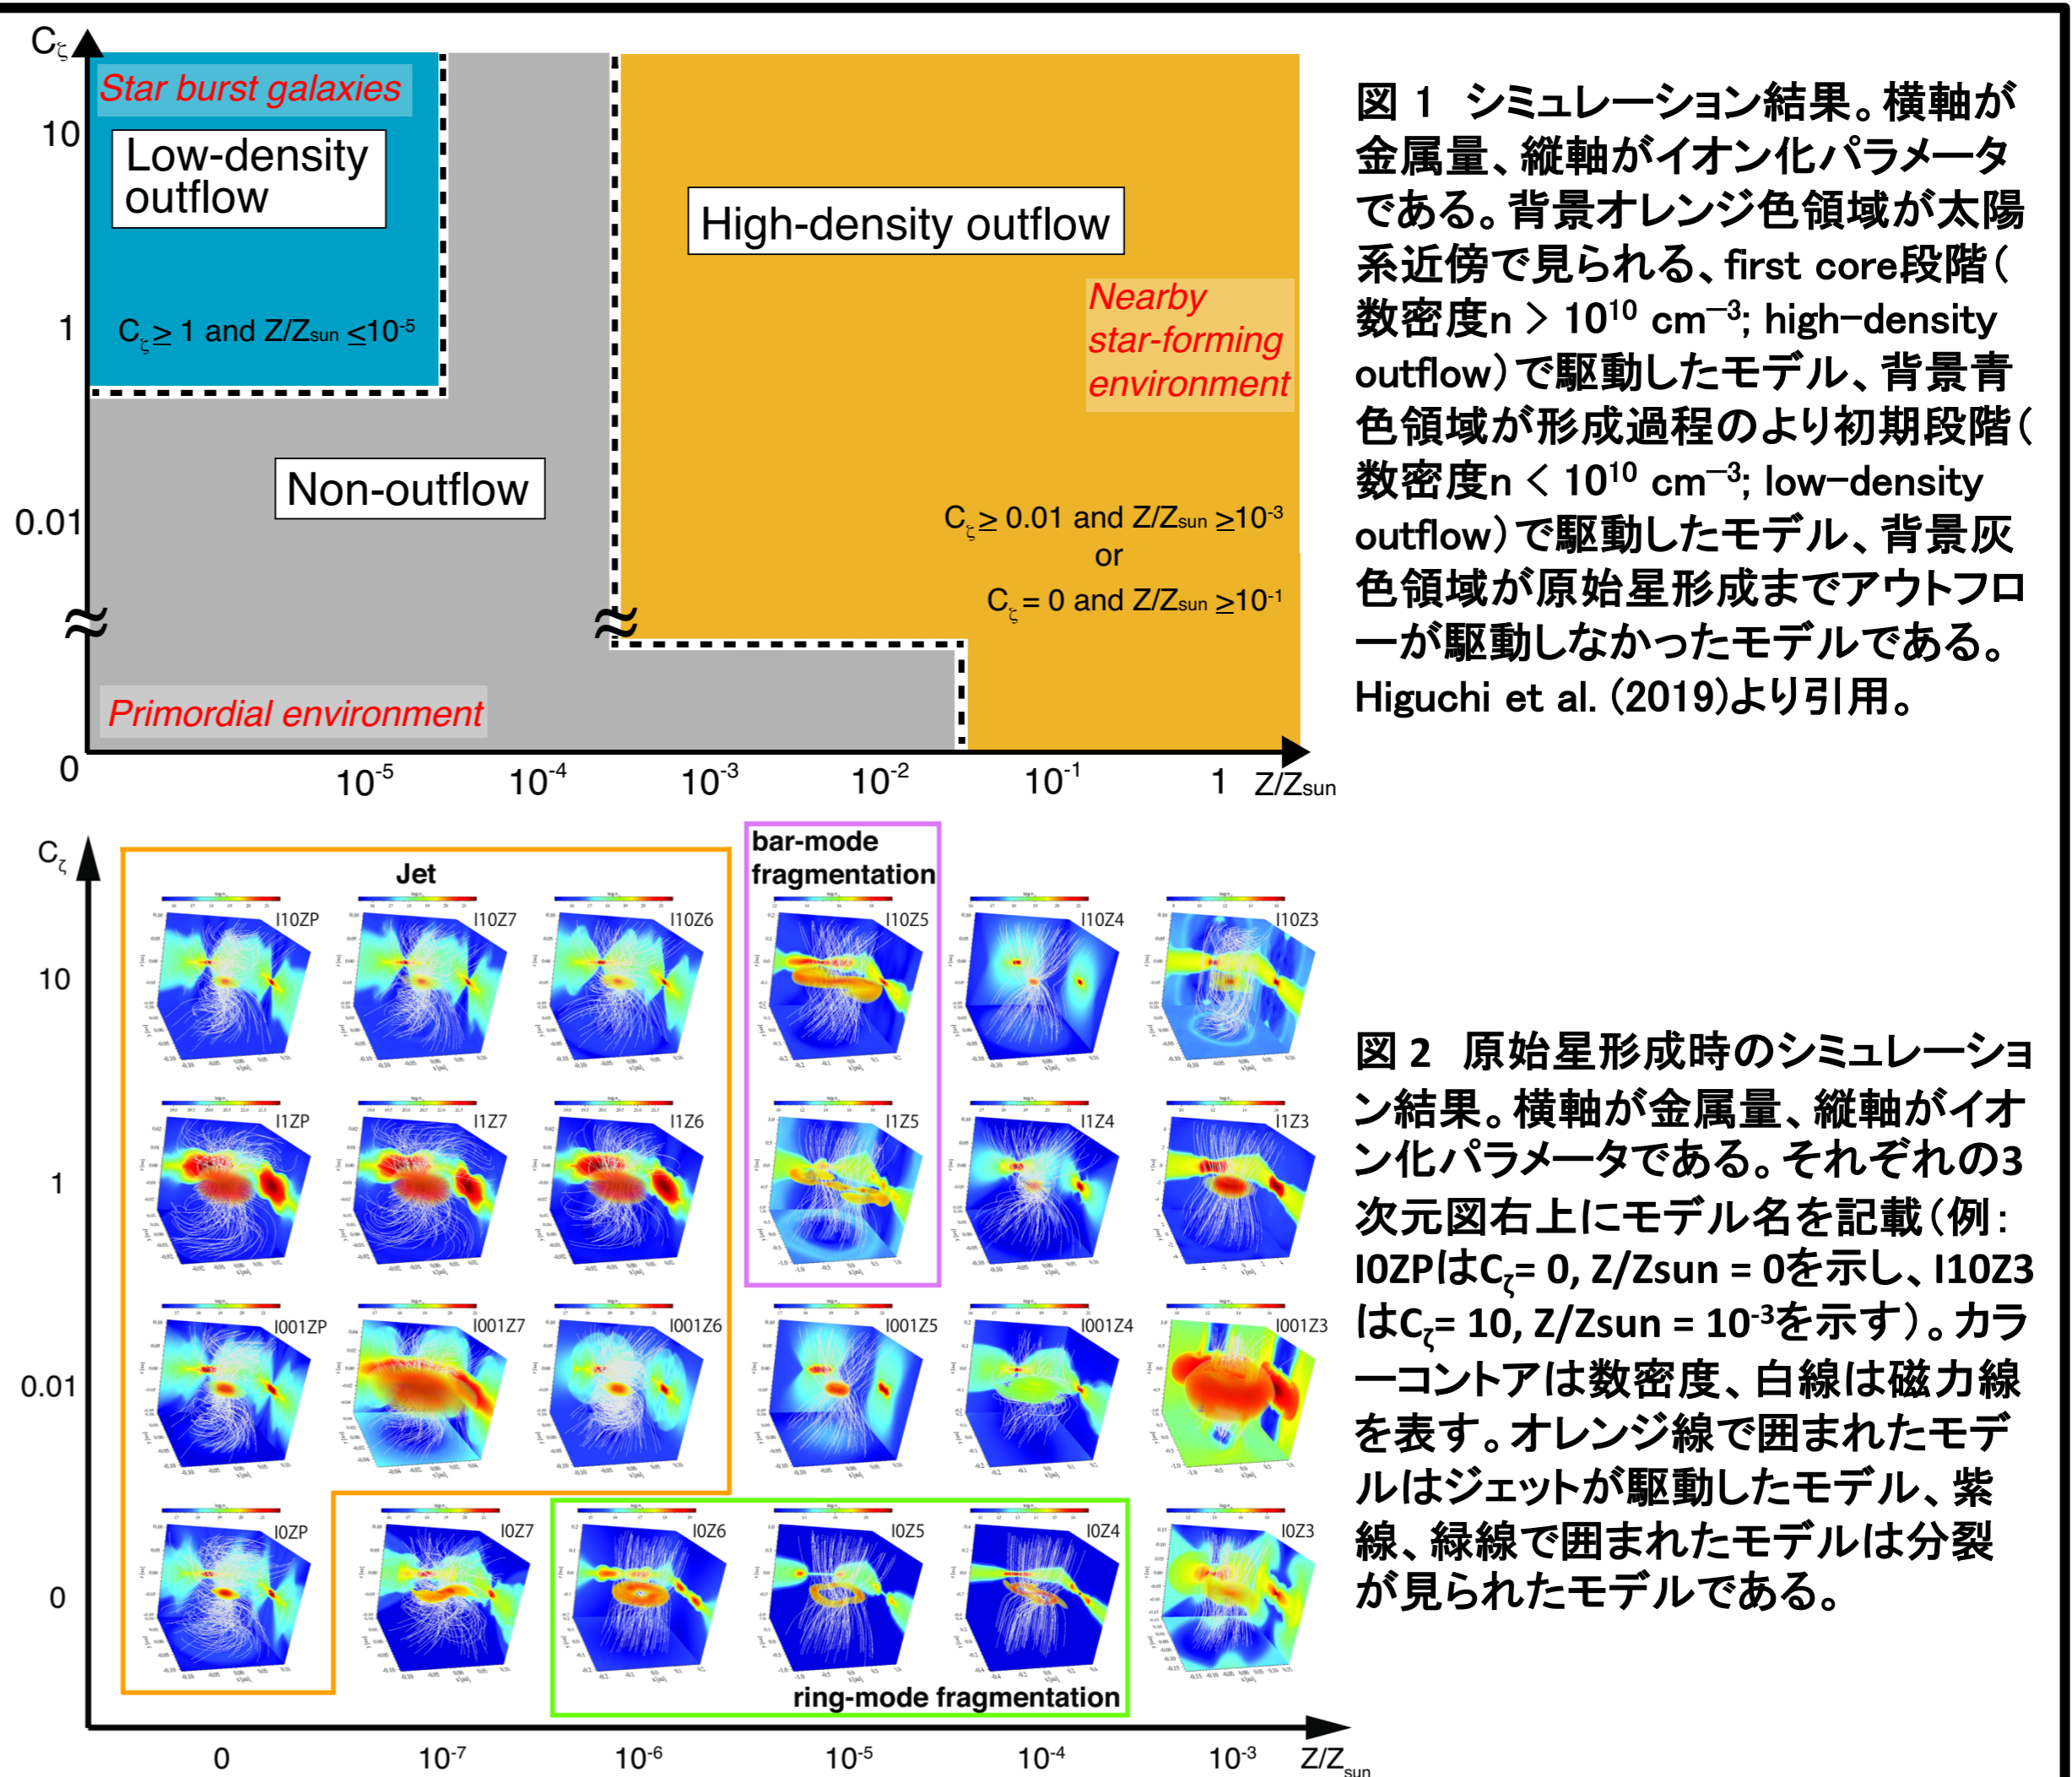 Cζ
Star burst galaxies
10
Low-density
outflow
High-density outflow
Nearby
star-forming
environment
1
Cζ ≥ 1 and Z/Zsun ≤10-5
Non-outflow
0.01
Cζ ≥ 0.01 and Z/Zsun ≥10-3
or
Cζ = 0 and Z/Zsun ≥10-1
Primordial environment
0
10-5 10-4 10-3 10-2 10-1 1 Z/Zsun
図 1 シミュレーション結果。横軸が
金属量、縦軸がイオン化パラメータ
である。背景オレンジ色領域が太陽
系近傍で見られる、first core段階(
数密度n > 10¹⁰ cm⁻³; high-density
outflow)で駆動したモデル、背景青
色領域が形成過程のより初期段階(
数密度n < 10¹⁰ cm⁻³; low-density
outflow)で駆動したモデル、背景灰
色領域が原始星形成までアウトフロ
ーが駆動しなかったモデルである。
Higuchi et al. (2019)より引用。
Cζ
Jet
bar-mode
fragmentation
I10ZP I10Z7 I10Z6 I10Z5 I10Z4 I10Z3
10
I1ZP I1Z7 I1Z6 I1Z5 I1Z4 I1Z3
1
I001ZP I001Z7 I001Z6 I001Z5 I001Z4 I001Z3
0.01
I0ZP I0Z7 I0Z6 I0Z5 I0Z4 I0Z3
0
ring-mode fragmentation
0 10-7 10-6 10-5 10-4 10-3 Z/Zsun
図 2 原始星形成時のシミュレーショ
ン結果。横軸が金属量、縦軸がイオ
ン化パラメータである。それぞれの3
次元図右上にモデル名を記載(例:
I0ZPはCζ= 0, Z/Zsun = 0を示し、I10Z3
はCζ= 10, Z/Zsun = 10-3を示す)。カラ
ーコントアは数密度、白線は磁力線
を表す。オレンジ線で囲まれたモデ
ルはジェットが駆動したモデル、紫
線、緑線で囲まれたモデルは分裂
が見られたモデルである。